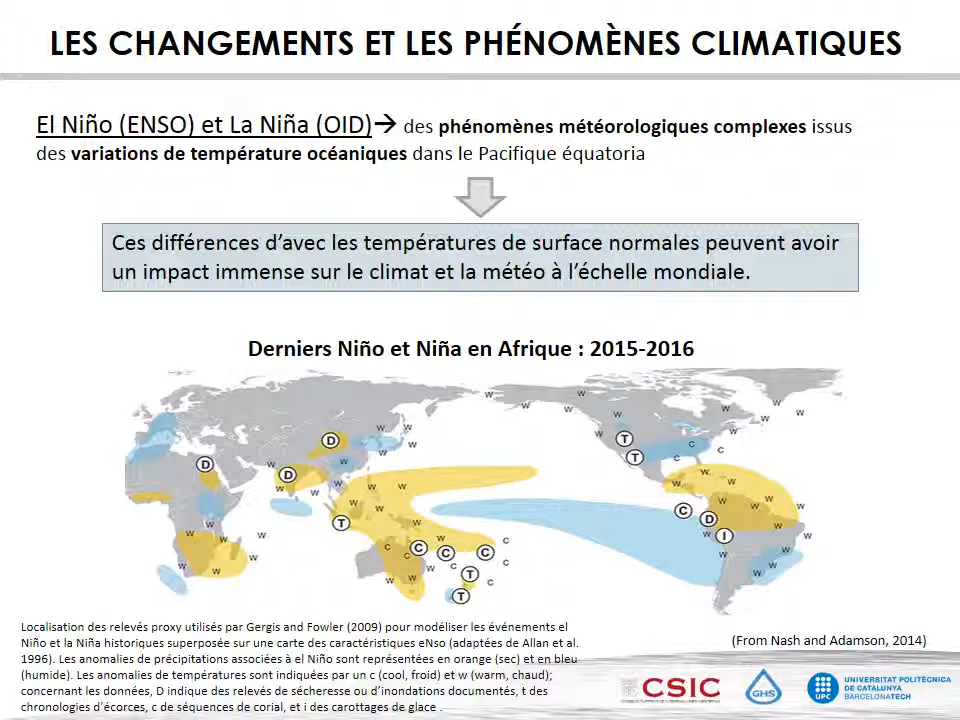 LES CHANGEMENTS ET LES PHÉNOMÈNES CLIMATIQUES
El Niño (ENSO) et La Niña (OID)→ des phénomènes météorologiques complexes issus
des variations de température océaniques dans le Pacifique équatoria
Ces différences d’avec les températures de surface normales peuvent avoir
un impact immense sur le climat et la météo à l’échelle mondiale.
Derniers Niño et Niña en Afrique : 2015-2016
Localisation des relevés proxy utilisés par Gergis and Fowler (2009) pour modéliser les événements el
Niño et la Niña historiques superposée sur une carte des caractéristiques eNso (adaptées de Allan et al.
1996). Les anomalies de précipitations associées à el Niño sont représentées en orange (sec) et en bleu
(humide). Les anomalies de températures sont indiquées par un c (cool, froid) et w (warm, chaud);
concernant les données, D indique des relevés de sécheresse ou d’inondations documentés, t des
chronologies d’écorces, c de séquences de corial, et i des carottages de glace .
(From Nash and Adamson, 2014)
CSIC
GHS
UPC
UNIVERSITAT POLITÈCNICA
DE CATALUNYA
BARCELONATECH